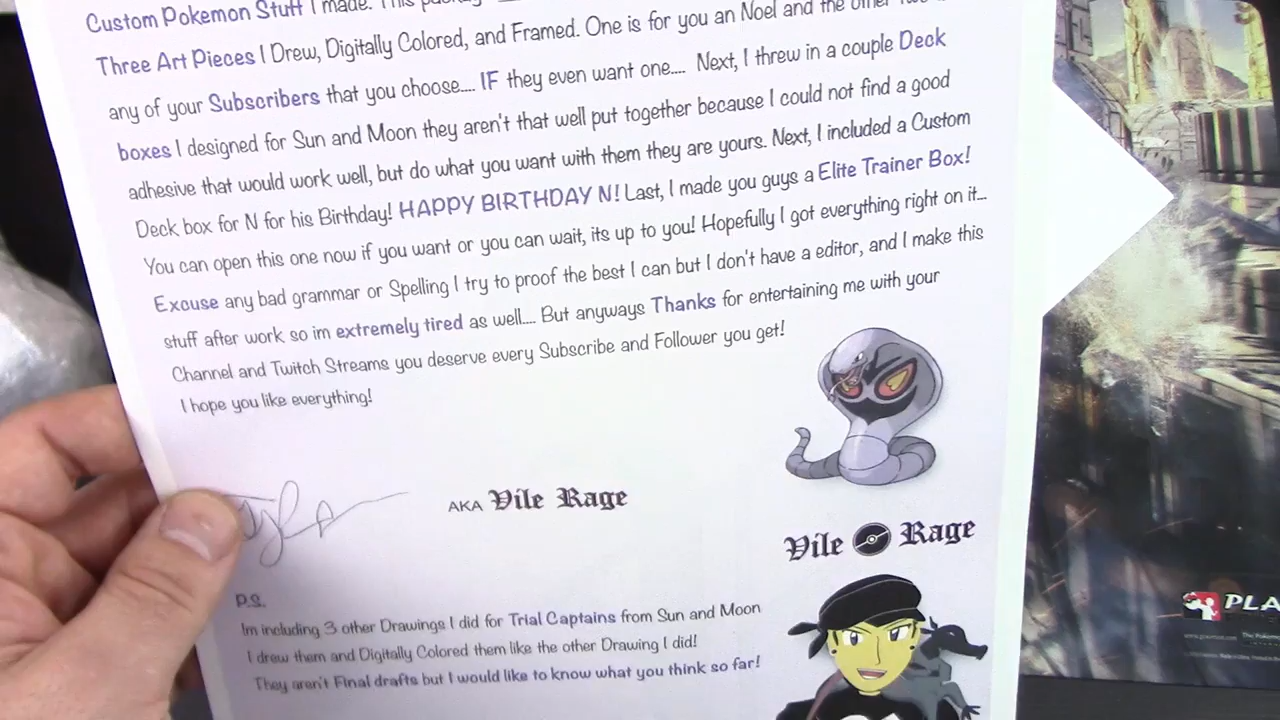 Custom Pokemon Stuff I made. This
Three Art Pieces I Drew, Digitally Colored, and Framed. One is for you an Noel and the other
any of your Subscribers that you choose.... IF they even want one.... Next, I threw in a couple Deck
boxes I designed for Sun and Moon they aren't that well put together because I could not find a good
adhesive that would work well, but do what you want with them they are yours. Next, I included a Custom
Deck box for N for his Birthday! HAPPY BIRTHDAY N! Last, I made you guys a Elite Trainer Box!
You can open this one now if you want or you can wait, its up to you! Hopefully I got everything right on it...
Excuse any bad grammar or Spelling I try to proof the best I can but I don't have a editor, and I make this
stuff after work so im extremely tired as well.... But anyways Thanks for entertaining me with your
Channel and Twitch Streams you deserve every Subscribe and Follower you get!
I hope you like everything!
AKA Vile Rage
Vile Rage
P.S.
Im including 3 other Drawings I did for Trial Captains from Sun and Moon
I drew them and Digitally Colored them like the other Drawing I did!
They aren't Final drafts but I would like to know what you think so far!
PLA